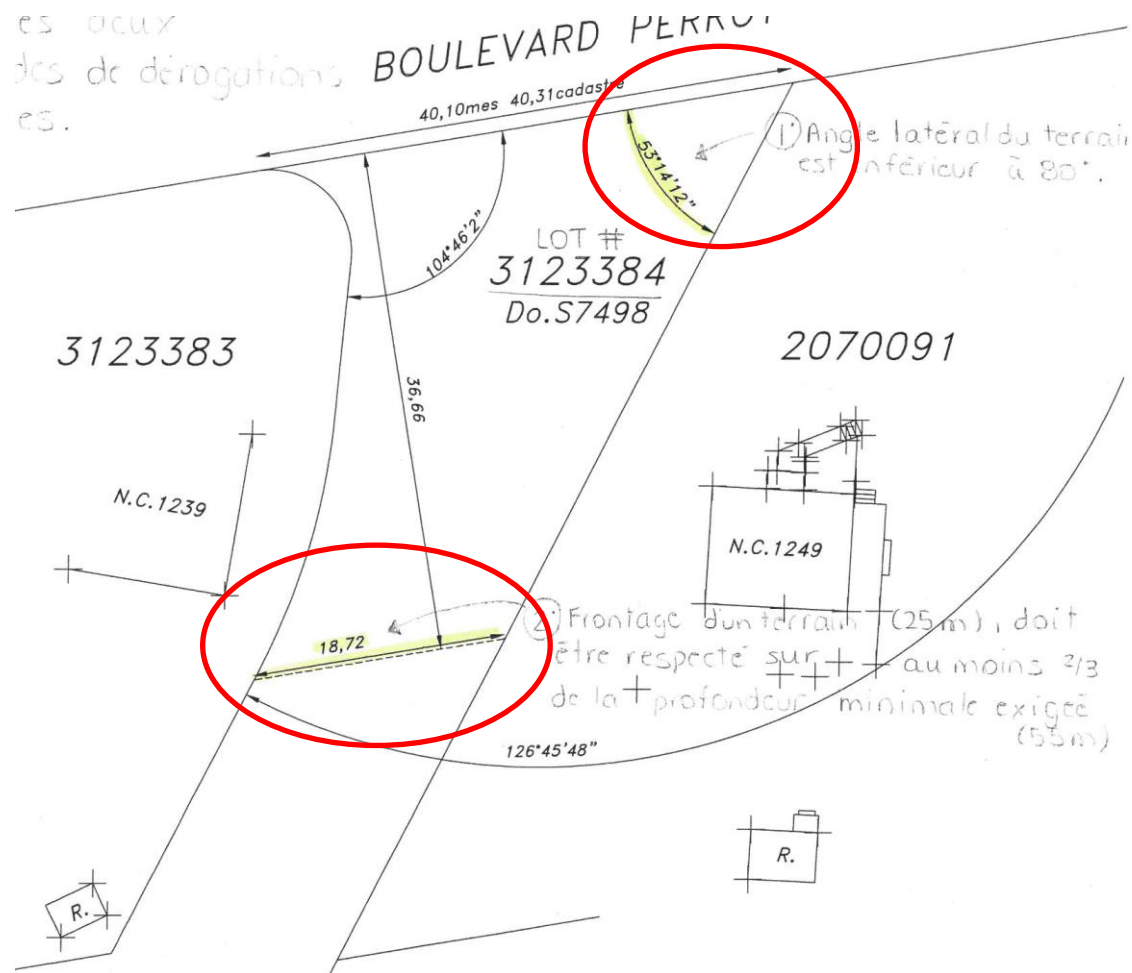 es deux
des de dérogations
es.
BOULEVARD PERROT
40,10mes 40,31cadastre
53°14'12"
① Angle latéral du terrain
est inférieur à 80°.
104°46'2"
LOT #
3123384
Do.S7498
3123383
2070091
36,66
N.C.1239
N.C.1249
18,72
② Frontage d'un terrain (25m), doit
être respecté sur au moins 2/3
de la profondeur minimale exigée
(55m)
126°45'48"
R.
R.